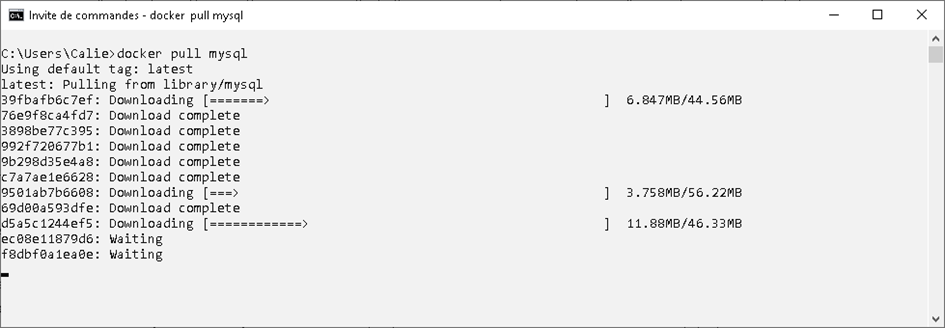 Invite de commandes - docker pull mysql
C:\Users\Calie>docker pull mysql
Using default tag: latest
latest: Pulling from library/mysql
39fbafb6c7ef: Downloading [=======>                                           ]  6.847MB/44.56MB
76e9f8ca4fd7: Download complete
3898be77c395: Download complete
992f720677b1: Download complete
9b298d35e4a8: Download complete
c7a7ae1e6628: Download complete
9501ab7b6608: Downloading [===>                                               ]  3.758MB/56.22MB
69d00a593dfe: Download complete
d5a5c1244ef5: Downloading [============>                                      ]  11.88MB/46.33MB
ec08e11879d6: Waiting
f8dbf0a1ea0e: Waiting